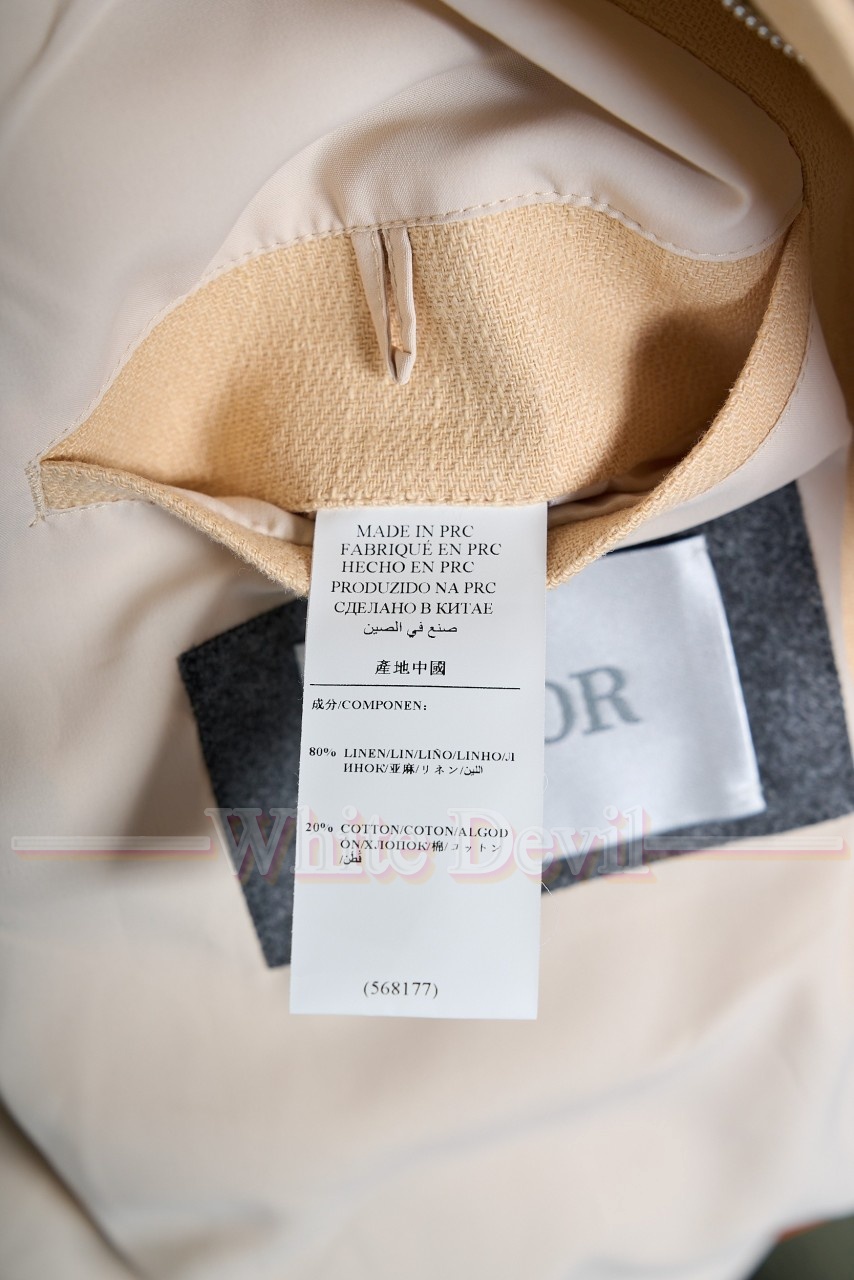 MADE IN PRC
FABRIQUÉ EN PRC
HECHO EN PRC
PRODUZIDO NA PRC
СДЕЛАНО В КИТАЕ
صنع في الصين
產地中國
成分/COMPONEN:
80% LINEN/LIN/LIÑO/LINHO/Л
ИНОК/亚麻/リネン/اللين
20% COTTON/COTON/ALGOD
ON/ХЛОПОК/棉/コットン
/قطن
OR
White Devil
(568177)